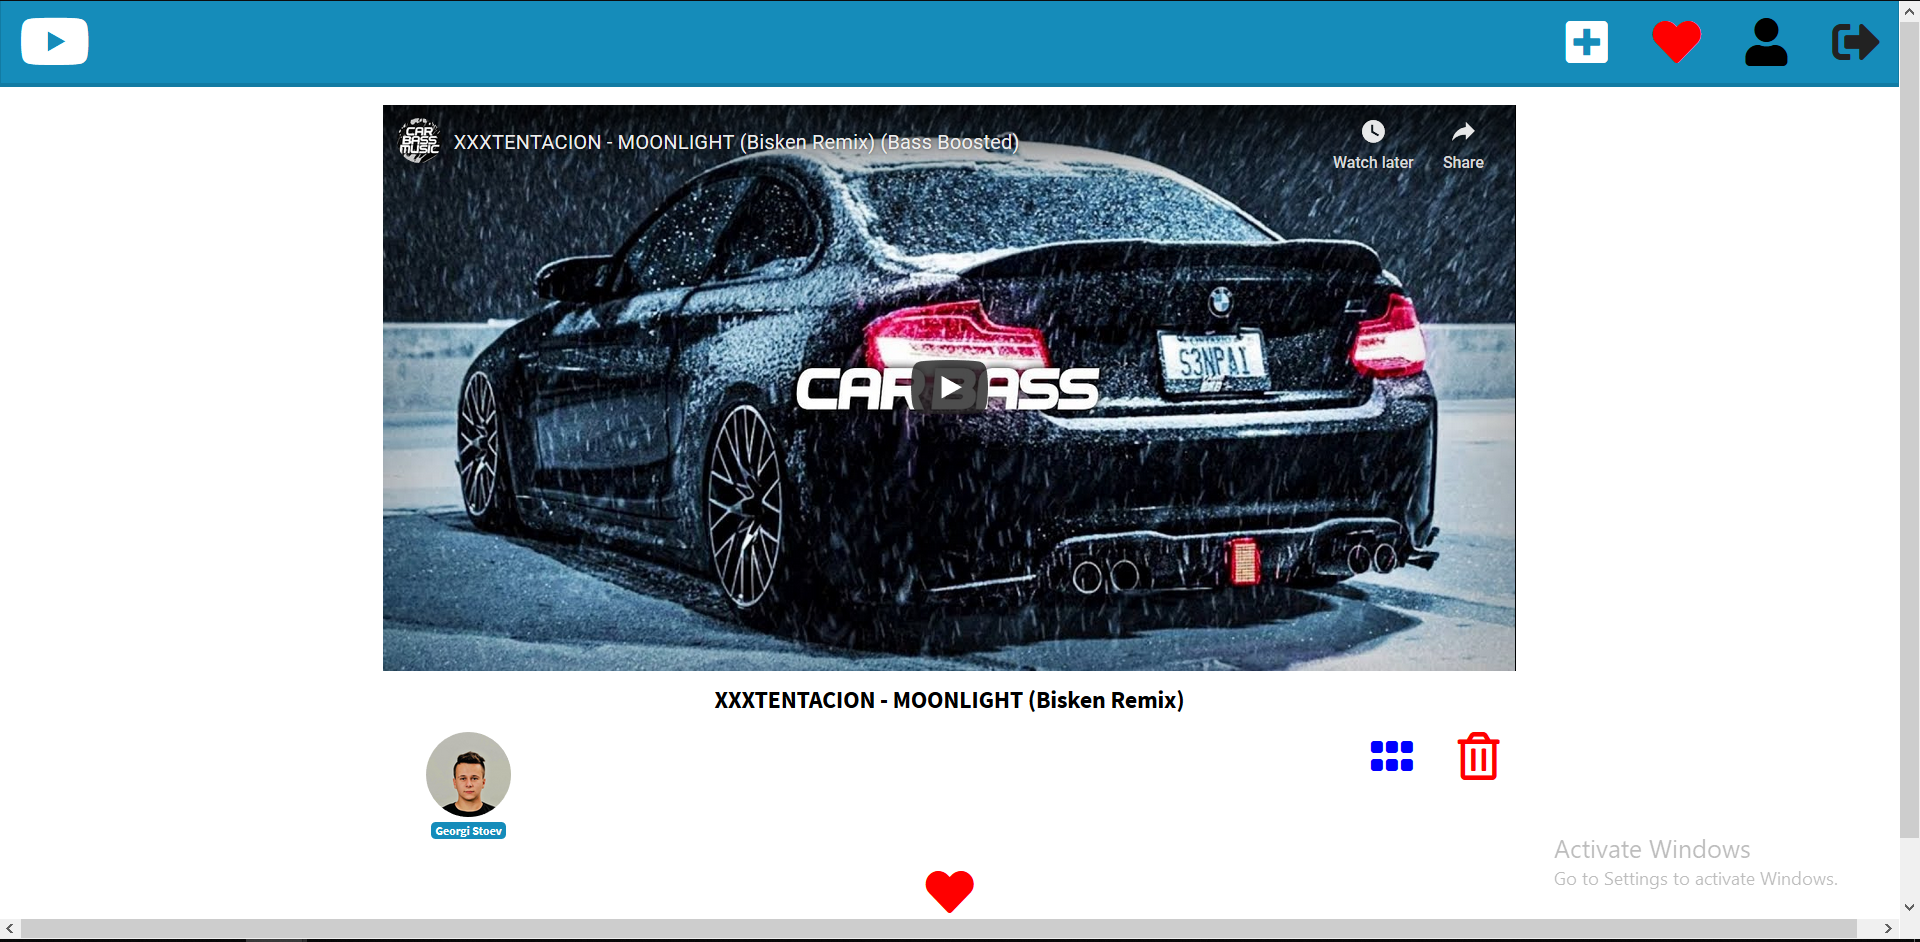 CAR
BASS
MUSIC
XXXTENTACION - MOONLIGHT (Bisken Remix) (Bass Boosted)
Watch later
Share
S3NPAI
CAR BASS
XXXTENTACION - MOONLIGHT (Bisken Remix)
Georgi Stoev
Activate Windows
Go to Settings to activate Windows.